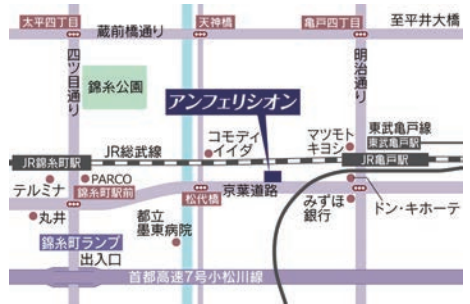 太平四丁目
天神橋
亀戸四丁目
至平井大橋
蔵前橋通り
四ツ目通り
錦糸公園
明治通り
アンフェリシオン
コモディ
イイダ
マツモト
キヨシ
東武亀戸線
東武亀戸駅
JR総武線
JR錦糸町駅
JR亀戸駅
テルミナ
PARCO
錦糸町駅前
京葉道路
丸井
松代橋
みずほ
銀行
ドン・キホーテ
都立
墨東病院
錦糸町ランプ
出入口
首都高速7号小松川線